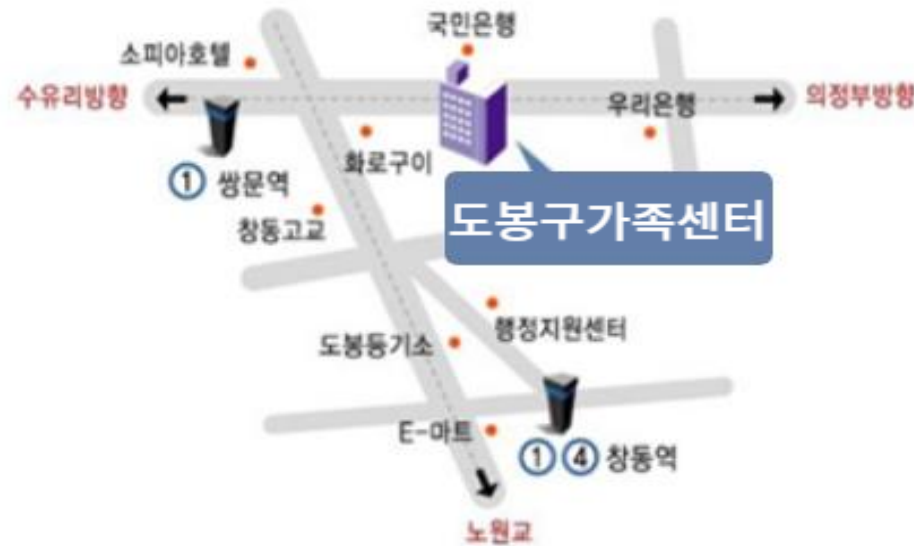 국민은행
소피아호텔
수유리방향
우리은행
의정부방향
화로구이
① 쌍문역
도봉구가족센터
창동고교
행정지원센터
도봉등기소
E-마트
① ④ 창동역
노원교